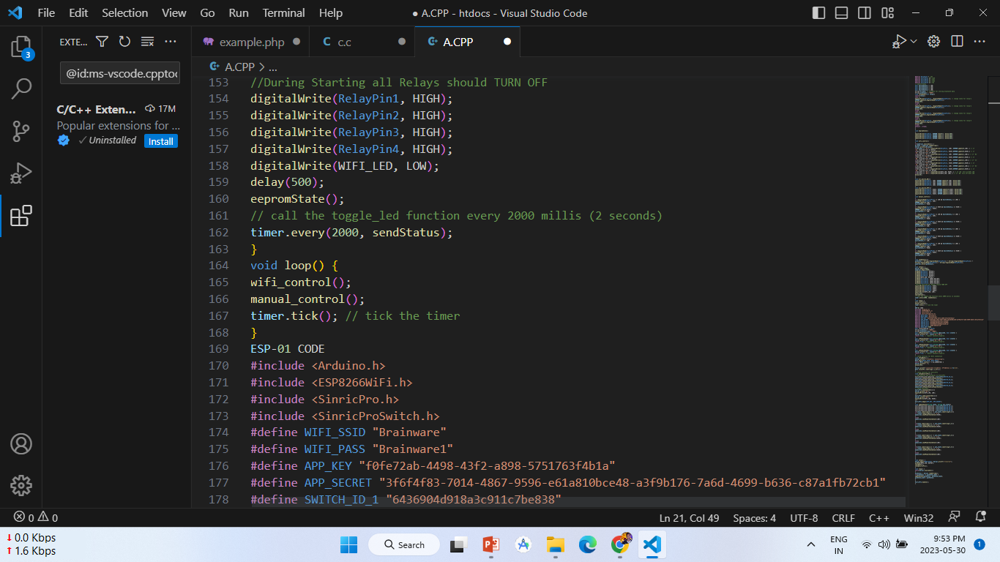 File Edit Selection View Go Run Terminal Help
● A.CPP - htdocs - Visual Studio Code
EXTE...
example.php
C c.c
A.CPP
3
@id:ms-vscode.cpptoo
A.CPP > ...
C/C++ Exten... 17M
Popular extensions for ...
✓Uninstalled Install
153 //During Starting all Relays should TURN OFF
154 digitalWrite(RelayPin1, HIGH);
155 digitalWrite(RelayPin2, HIGH);
156 digitalWrite(RelayPin3, HIGH);
157 digitalWrite(RelayPin4, HIGH);
158 digitalWrite(WIFI_LED, LOW);
159 delay(500);
160 eepromState();
161 // call the toggle_led function every 2000 millis (2 seconds)
162 timer.every(2000, sendStatus);
163 }
164 void loop() {
165 wifi_control();
166 manual_control();
167 timer.tick(); // tick the timer
168 }
169 ESP-01 CODE
170 #include <Arduino.h>
171 #include <ESP8266WiFi.h>
172 #include <SinricPro.h>
173 #include <SinricProSwitch.h>
174 #define WIFI_SSID "Brainware"
175 #define WIFI_PASS "Brainware1"
176 #define APP_KEY "f0fe72ab-4498-43f2-a898-5751763f4b1a"
177 #define APP_SECRET "3f6f4f83-7014-4867-9596-e61a810bce48-a3f9b176-7a6d-4699-b636-c87a1fb72cb1"
178 #define SWITCH_ID_1 "6436904d918a3c911c7be838"
0 0
Ln 21, Col 49 Spaces: 4 UTF-8 CRLF C++ Win32
0.0 Kbps
1.6 Kbps
Search
ENG
IN
9:53 PM
2023-05-30
1